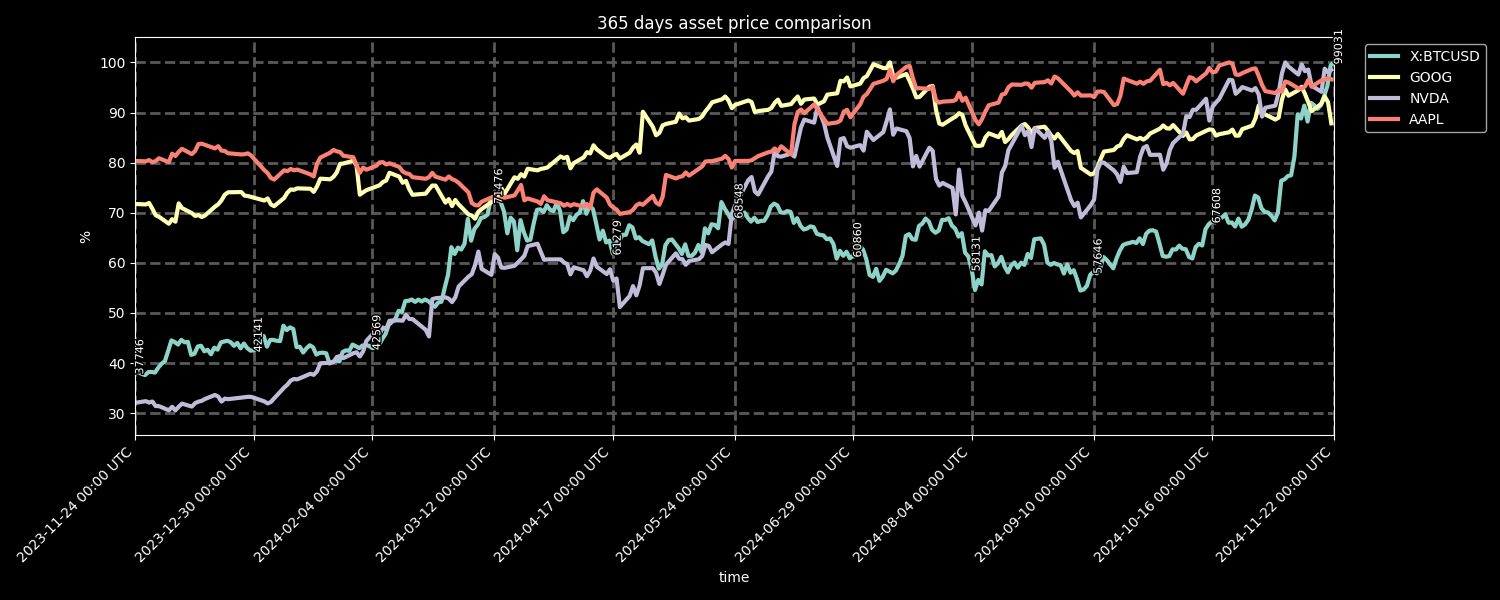 365 days asset price comparison
X:BTCUSD
GOOG
NVDA
AAPL
%
100
90
80
70
60
50
40
30
37746
42141
42569
71476
61279
68548
60860
58131
57646
67608
99031
2023-11-24 00:00 UTC
2023-12-30 00:00 UTC
2024-02-04 00:00 UTC
2024-03-12 00:00 UTC
2024-04-17 00:00 UTC
2024-05-24 00:00 UTC
2024-06-29 00:00 UTC
2024-08-04 00:00 UTC
2024-09-10 00:00 UTC
2024-10-16 00:00 UTC
2024-11-22 00:00 UTC
time